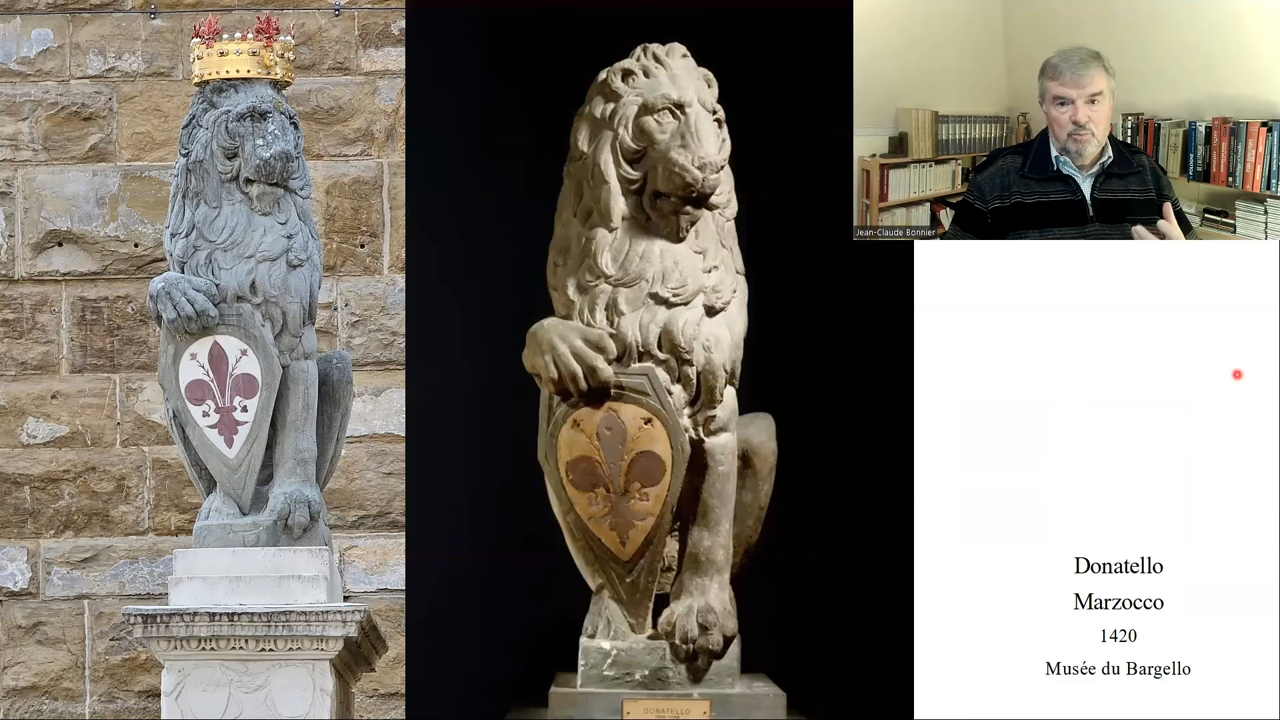 Jean-Claude Bonnier
Donatello
Marzocco
1420
Musée du Bargello
DONATELLO